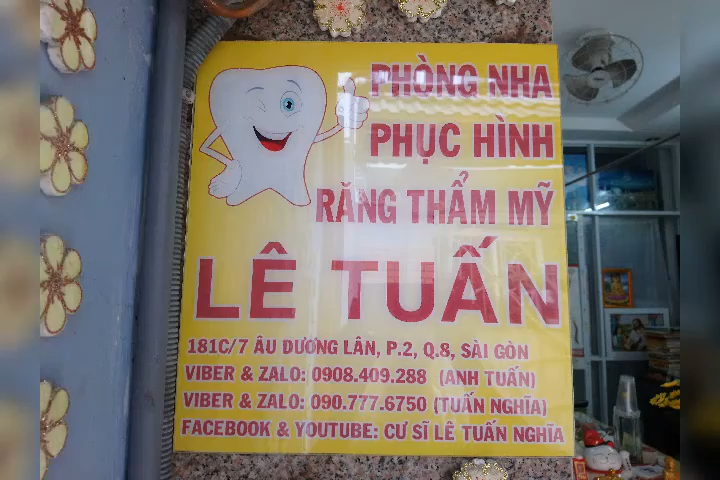 PHÒNG NHA
PHỤC HÌNH
RĂNG THẨM MỸ
LÊ TUẤN
181C/7 ÂU DƯƠNG LÂN, P.2, Q.8, SÀI GÒN
VIBER & ZALO: 0908.409.288 (ANH TUẤN)
VIBER & ZALO: 090.777.6750 (TUẤN NGHĨA)
FACEBOOK & YOUTUBE: CƯ SĨ LÊ TUẤN NGHĨA